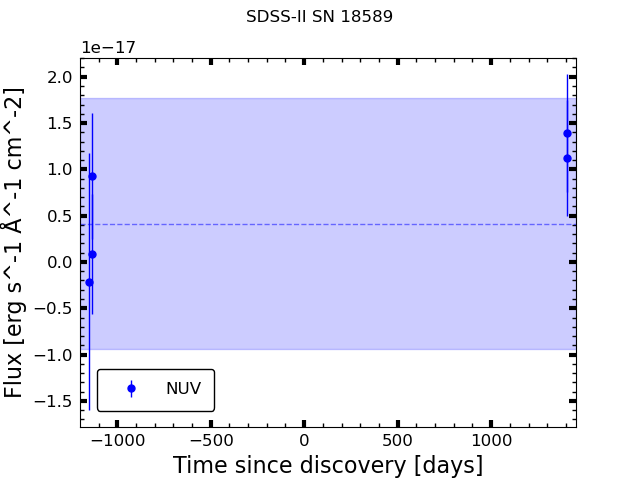 SDSS-II SN 18589
1e−17
2.0
1.5
1.0
0.5
0.0
−0.5
−1.0
−1.5
Flux [erg s^-1 Å^-1 cm^-2]
NUV
−1000
−500
0
500
1000
Time since discovery [days]